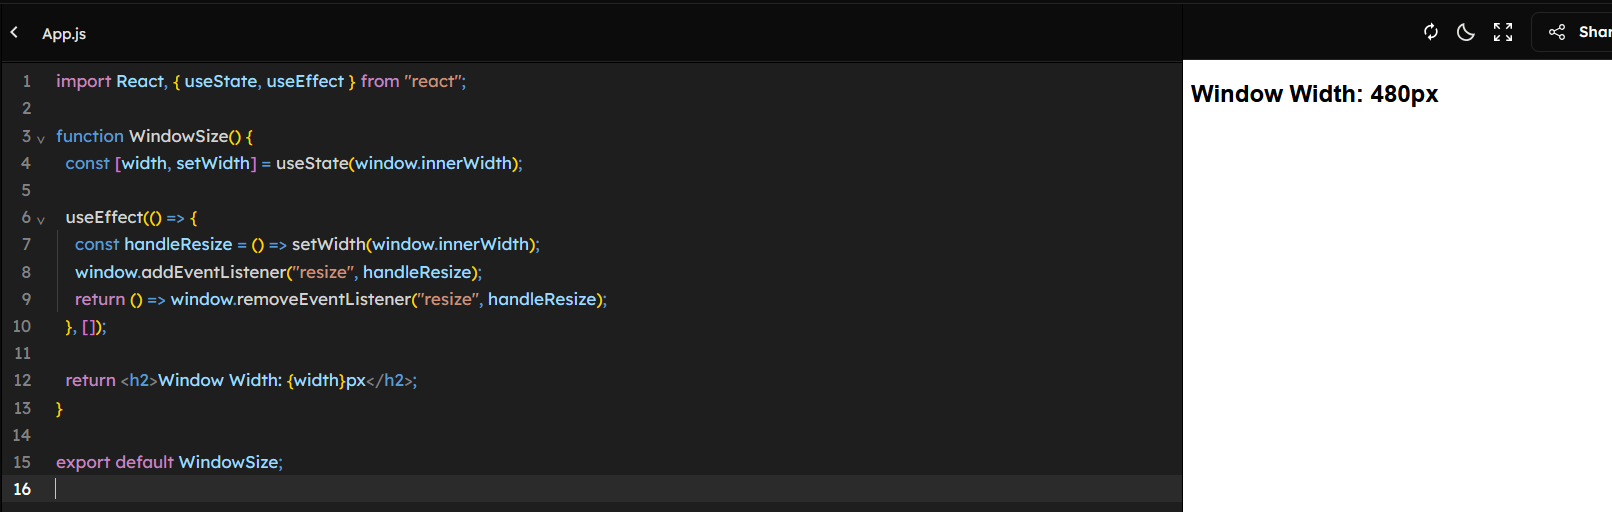 App.js
Shar
1 import React, { useState, useEffect } from "react";
2
3 function WindowSize() {
4   const [width, setWidth] = useState(window.innerWidth);
5
6   useEffect(() => {
7     const handleResize = () => setWidth(window.innerWidth);
8     window.addEventListener("resize", handleResize);
9     return () => window.removeEventListener("resize", handleResize);
10   }, []);
11
12   return <h2>Window Width: {width}px</h2>;
13 }
14
15 export default WindowSize;
16
Window Width: 480px